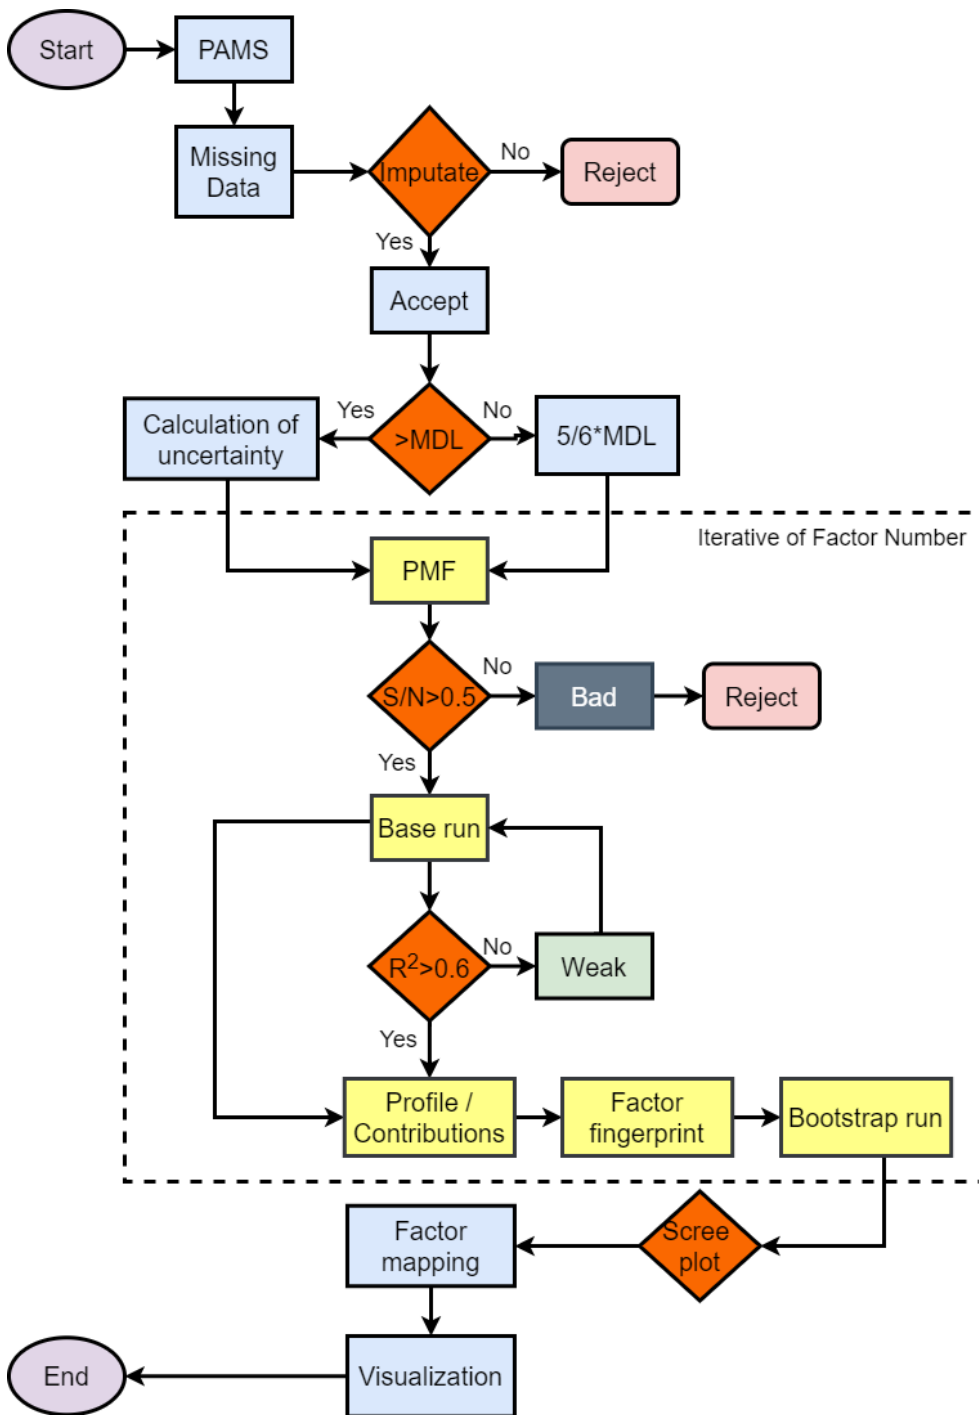 Start
PAMS
Missing
Data
Imputate
No
Reject
Yes
Accept
Calculation of
uncertainty
Yes
>MDL
No
5/6*MDL
Iterative of Factor Number
PMF
S/N>0.5
No
Bad
Reject
Yes
Base run
R²>0.6
No
Weak
Yes
Profile /
Contributions
Factor
fingerprint
Bootstrap run
Factor
mapping
Scree
plot
End
Visualization